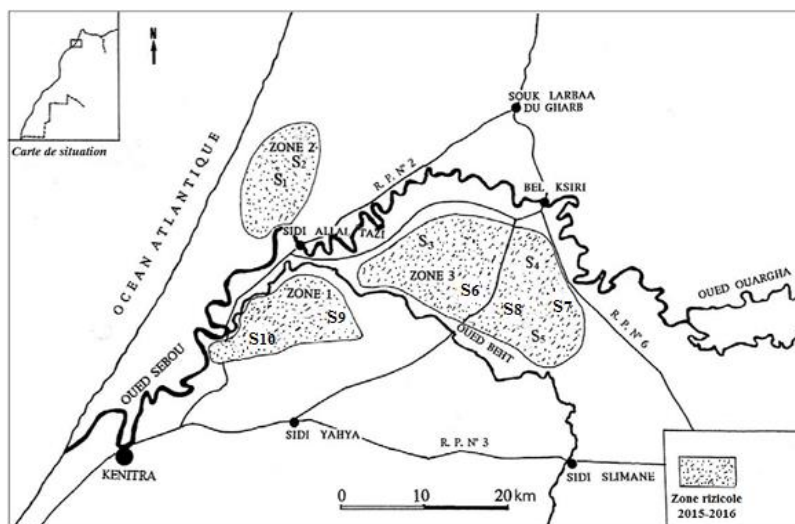 N
Carte de situation
OCEAN ATLANTIQUE
SOUK LARBAA
DU GHARB
ZONE 2
S2
S1
R. P. N° 2
BEL KSIRI
SIDI ALLAL TAZI
S3
S4
OUED OUARGHA
ZONE 3
S6
ZONE 1
S9
S8
S7
S10
S5
OUED SEBOU
OUED BEHT
R. P. N° 6
SIDI YAHYA
R. P. N° 3
KENITRA
SIDI SLIMANE
0 10 20 km
Zone rizicole
2015-2016